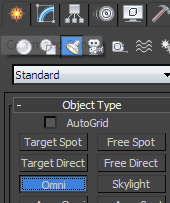 Standard
- Object Type
AutoGrid
Target Spot Free Spot
Target Direct Free Direct
Omni Skylight